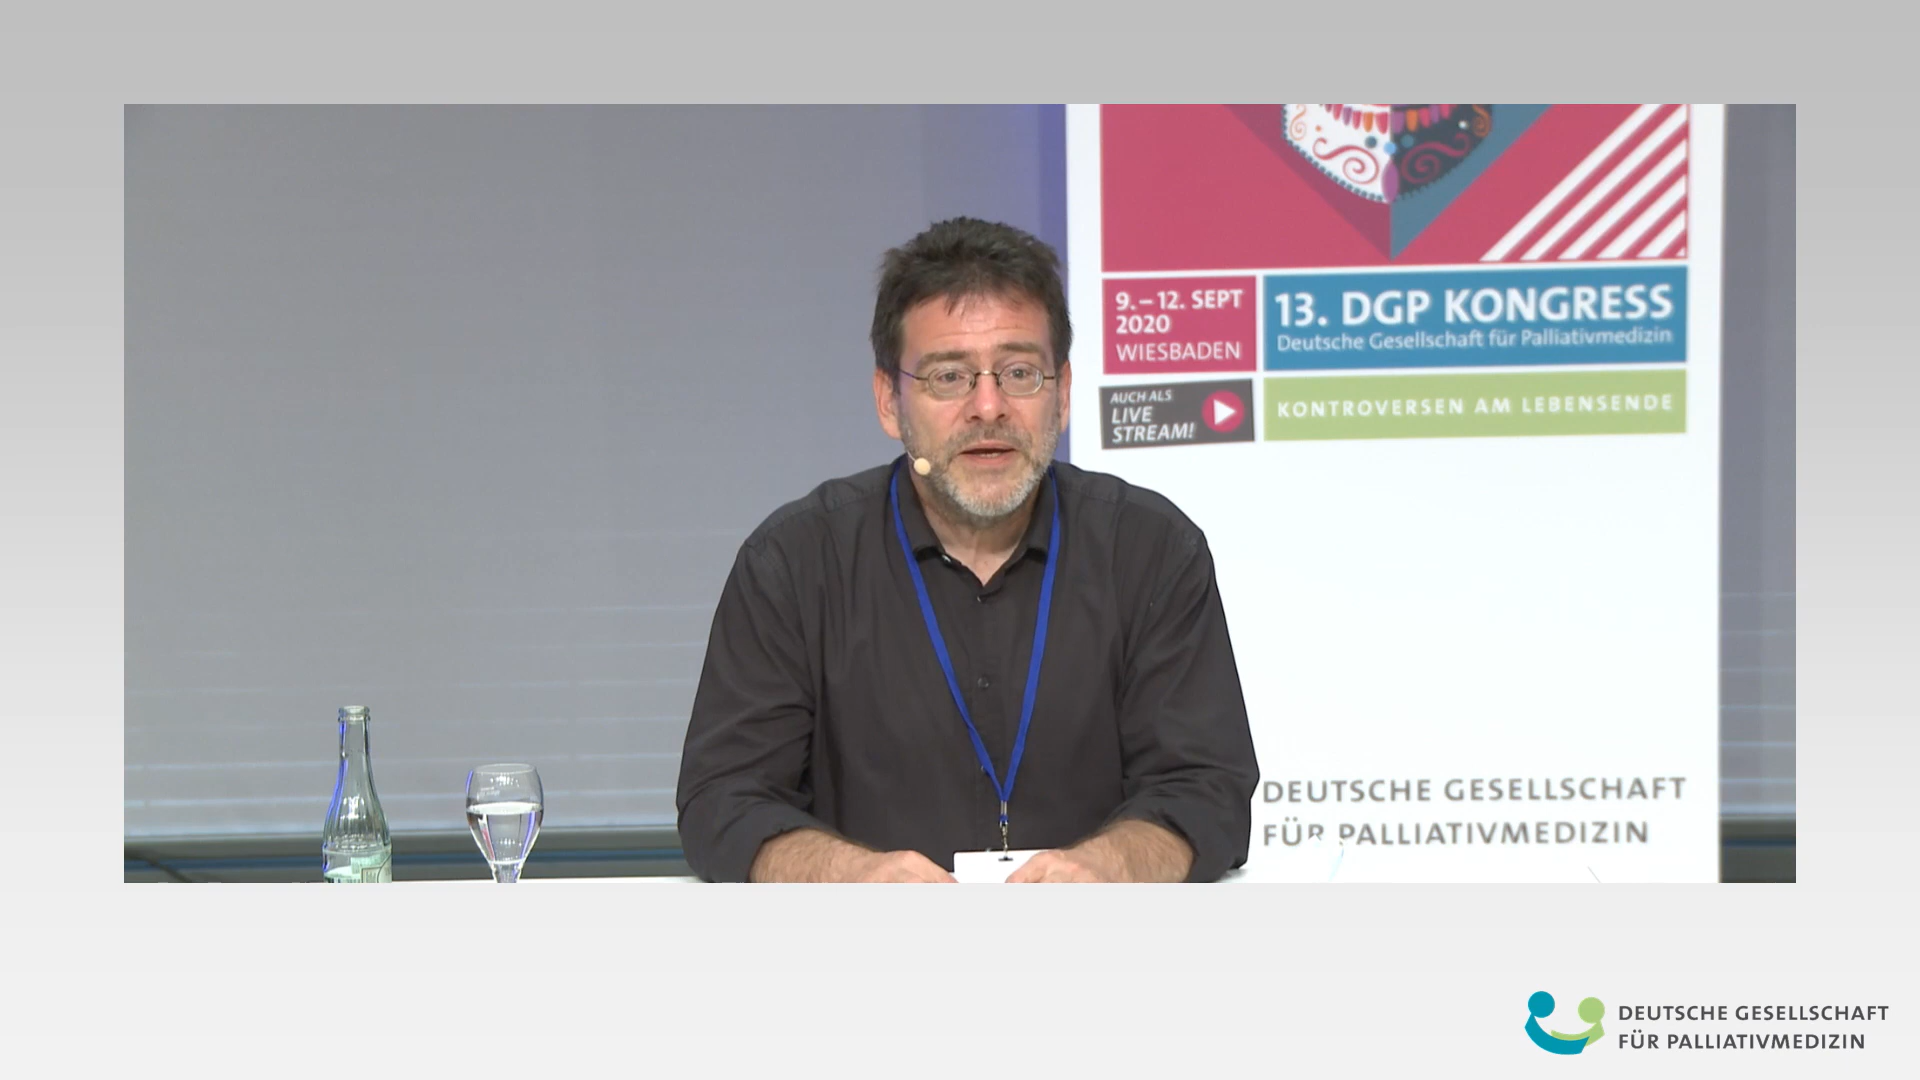 9. – 12. SEPT
2020
WIESBADEN
13. DGP KONGRESS
Deutsche Gesellschaft für Palliativmedizin
AUCH ALS
LIVE
STREAM!
KONTROVERSEN AM LEBENSENDE
DEUTSCHE GESELLSCHAFT
FÜR PALLIATIVMEDIZIN
DEUTSCHE GESELLSCHAFT
FÜR PALLIATIVMEDIZIN